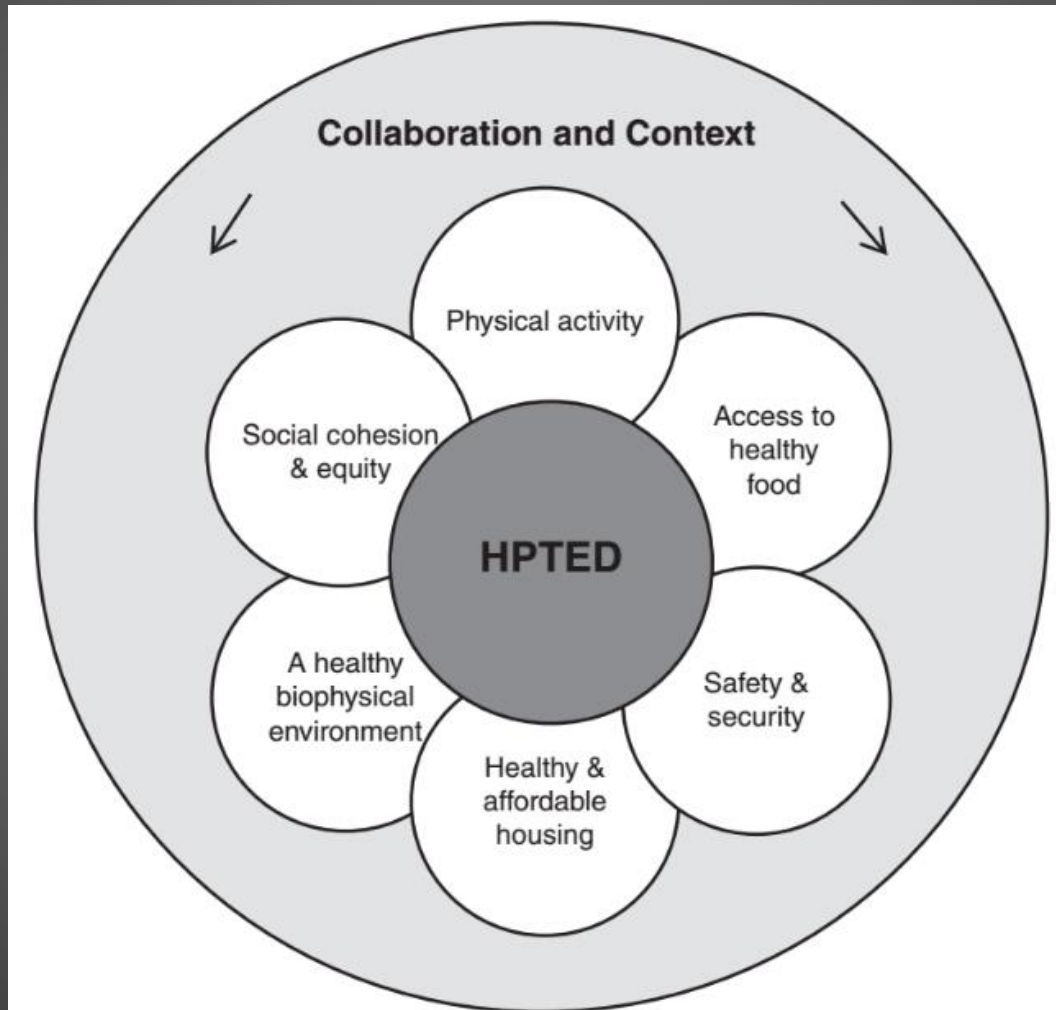 Collaboration and Context
Physical activity
Access to
healthy
food
Safety &
security
Healthy &
affordable
housing
A healthy
biophysical
environment
Social cohesion
& equity
HPTED